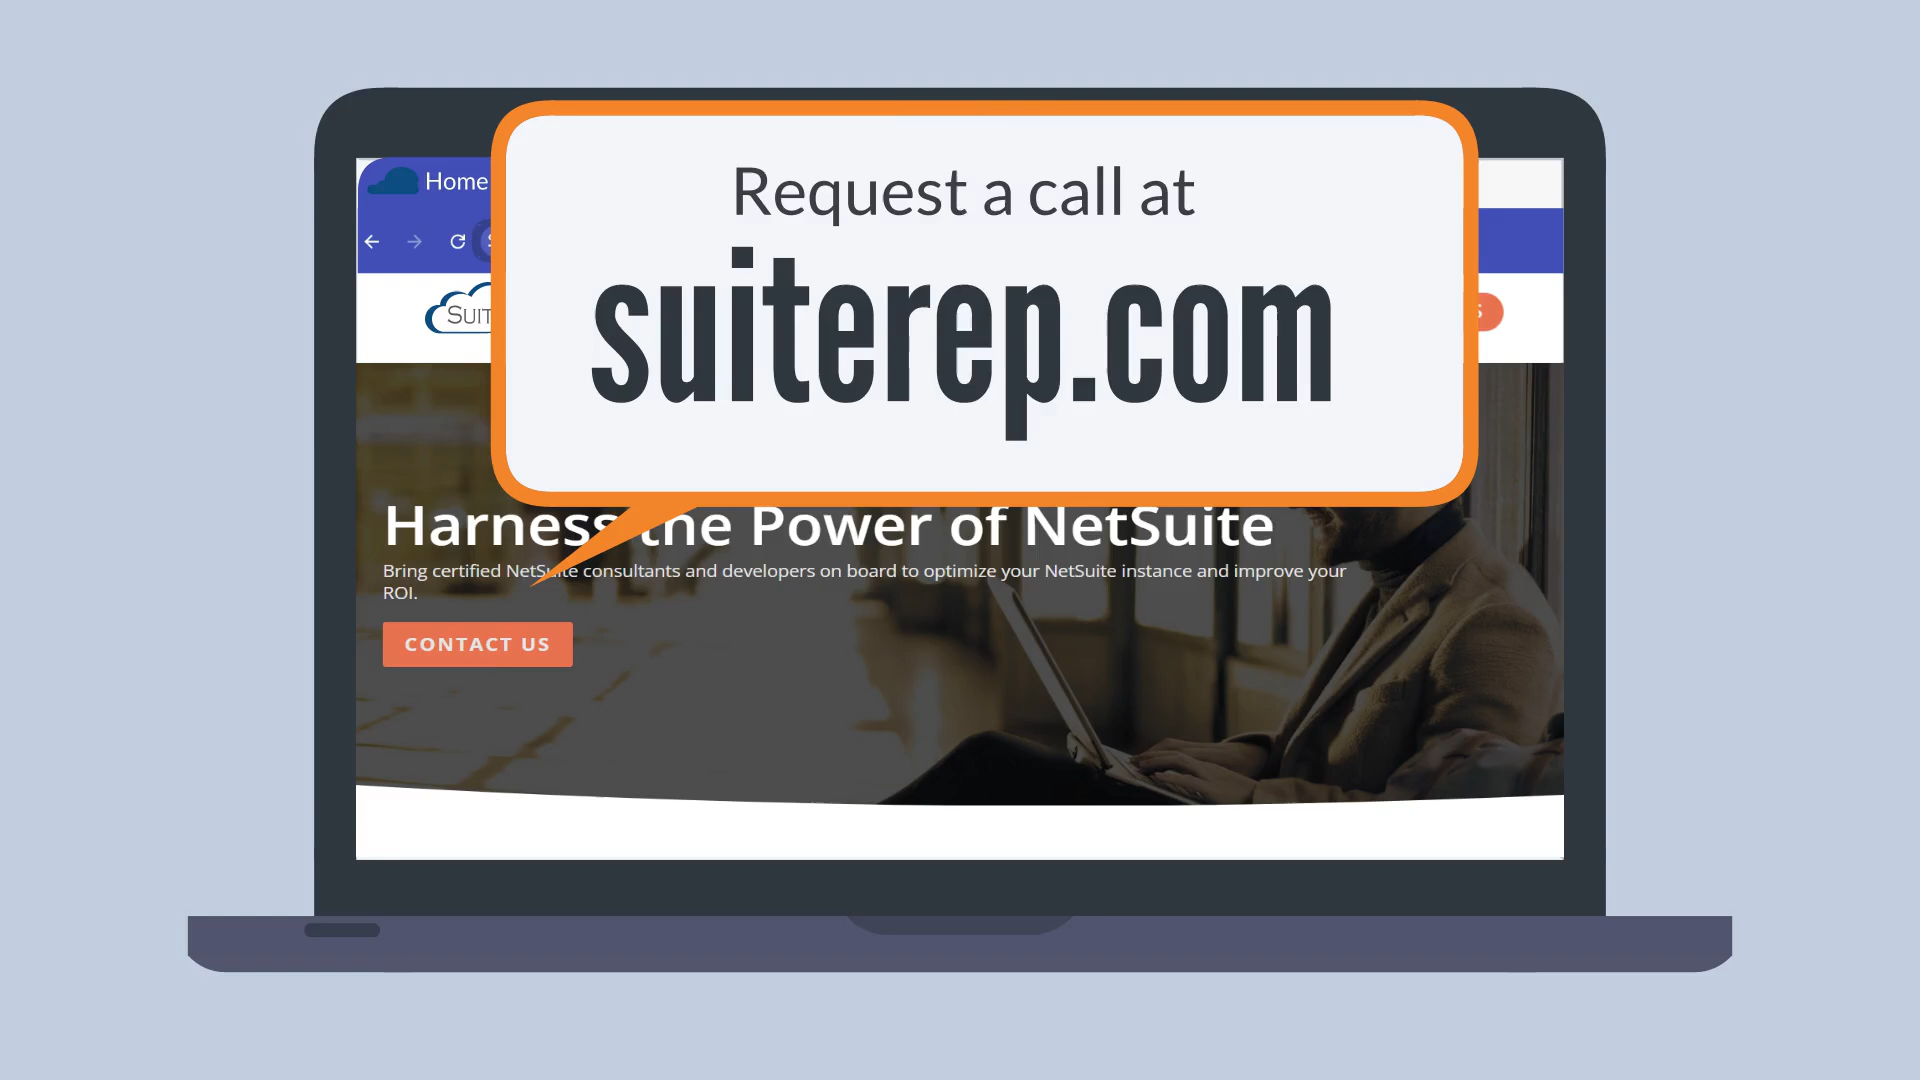 Request a call at
suiterep.com
Home
SUIT
S
Harness the Power of NetSuite
Bring certified NetSuite consultants and developers on board to optimize your NetSuite instance and improve your
ROI.
CONTACT US